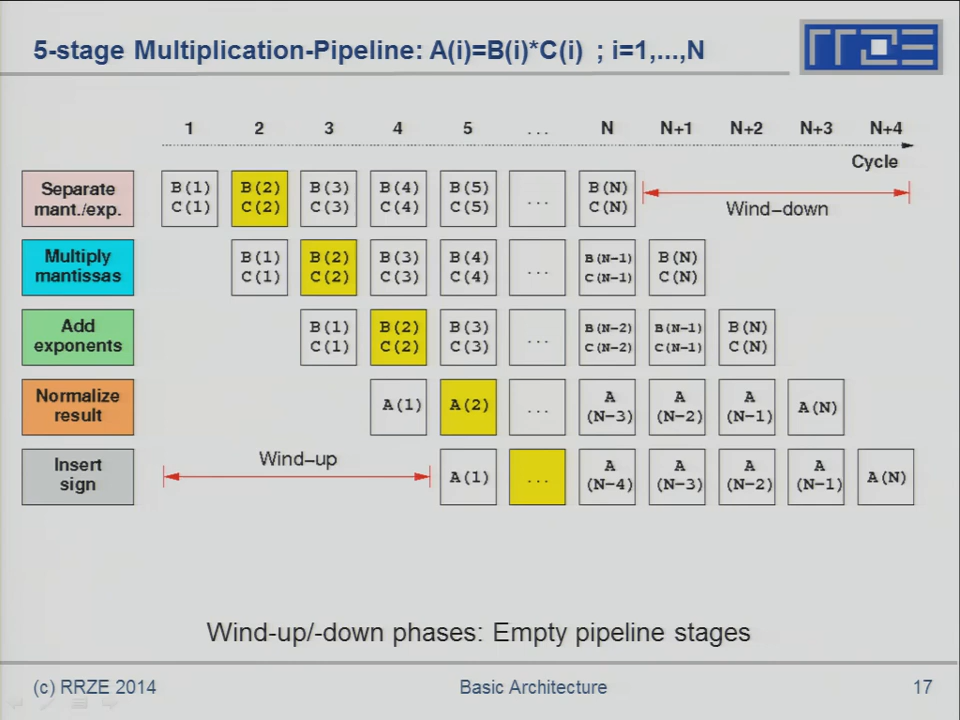 5-stage Multiplication-Pipeline: A(i)=B(i)*C(i) ; i=1,...,N
RRZE
1 2 3 4 5 ... N N+1 N+2 N+3 N+4
Cycle
Separate
mant./exp.
B(1) B(2) B(3) B(4) B(5) ... B(N)
C(1) C(2) C(3) C(4) C(5) C(N)
Wind-down
Multiply
mantissas
B(1) B(2) B(3) B(4) ... B(N-1) B(N)
C(1) C(2) C(3) C(4) C(N-1) C(N)
Add
exponents
B(1) B(2) B(3) ... B(N-2) B(N-1) B(N)
C(1) C(2) C(3) C(N-2) C(N-1) C(N)
Normalize
result
A(1) A(2) ... A A A A(N)
(N-3) (N-2) (N-1)
Insert
sign
Wind-up
A(1) ... A A A A A(N)
(N-4) (N-3) (N-2) (N-1)
Wind-up/-down phases: Empty pipeline stages
(c) RRZE 2014 Basic Architecture 17